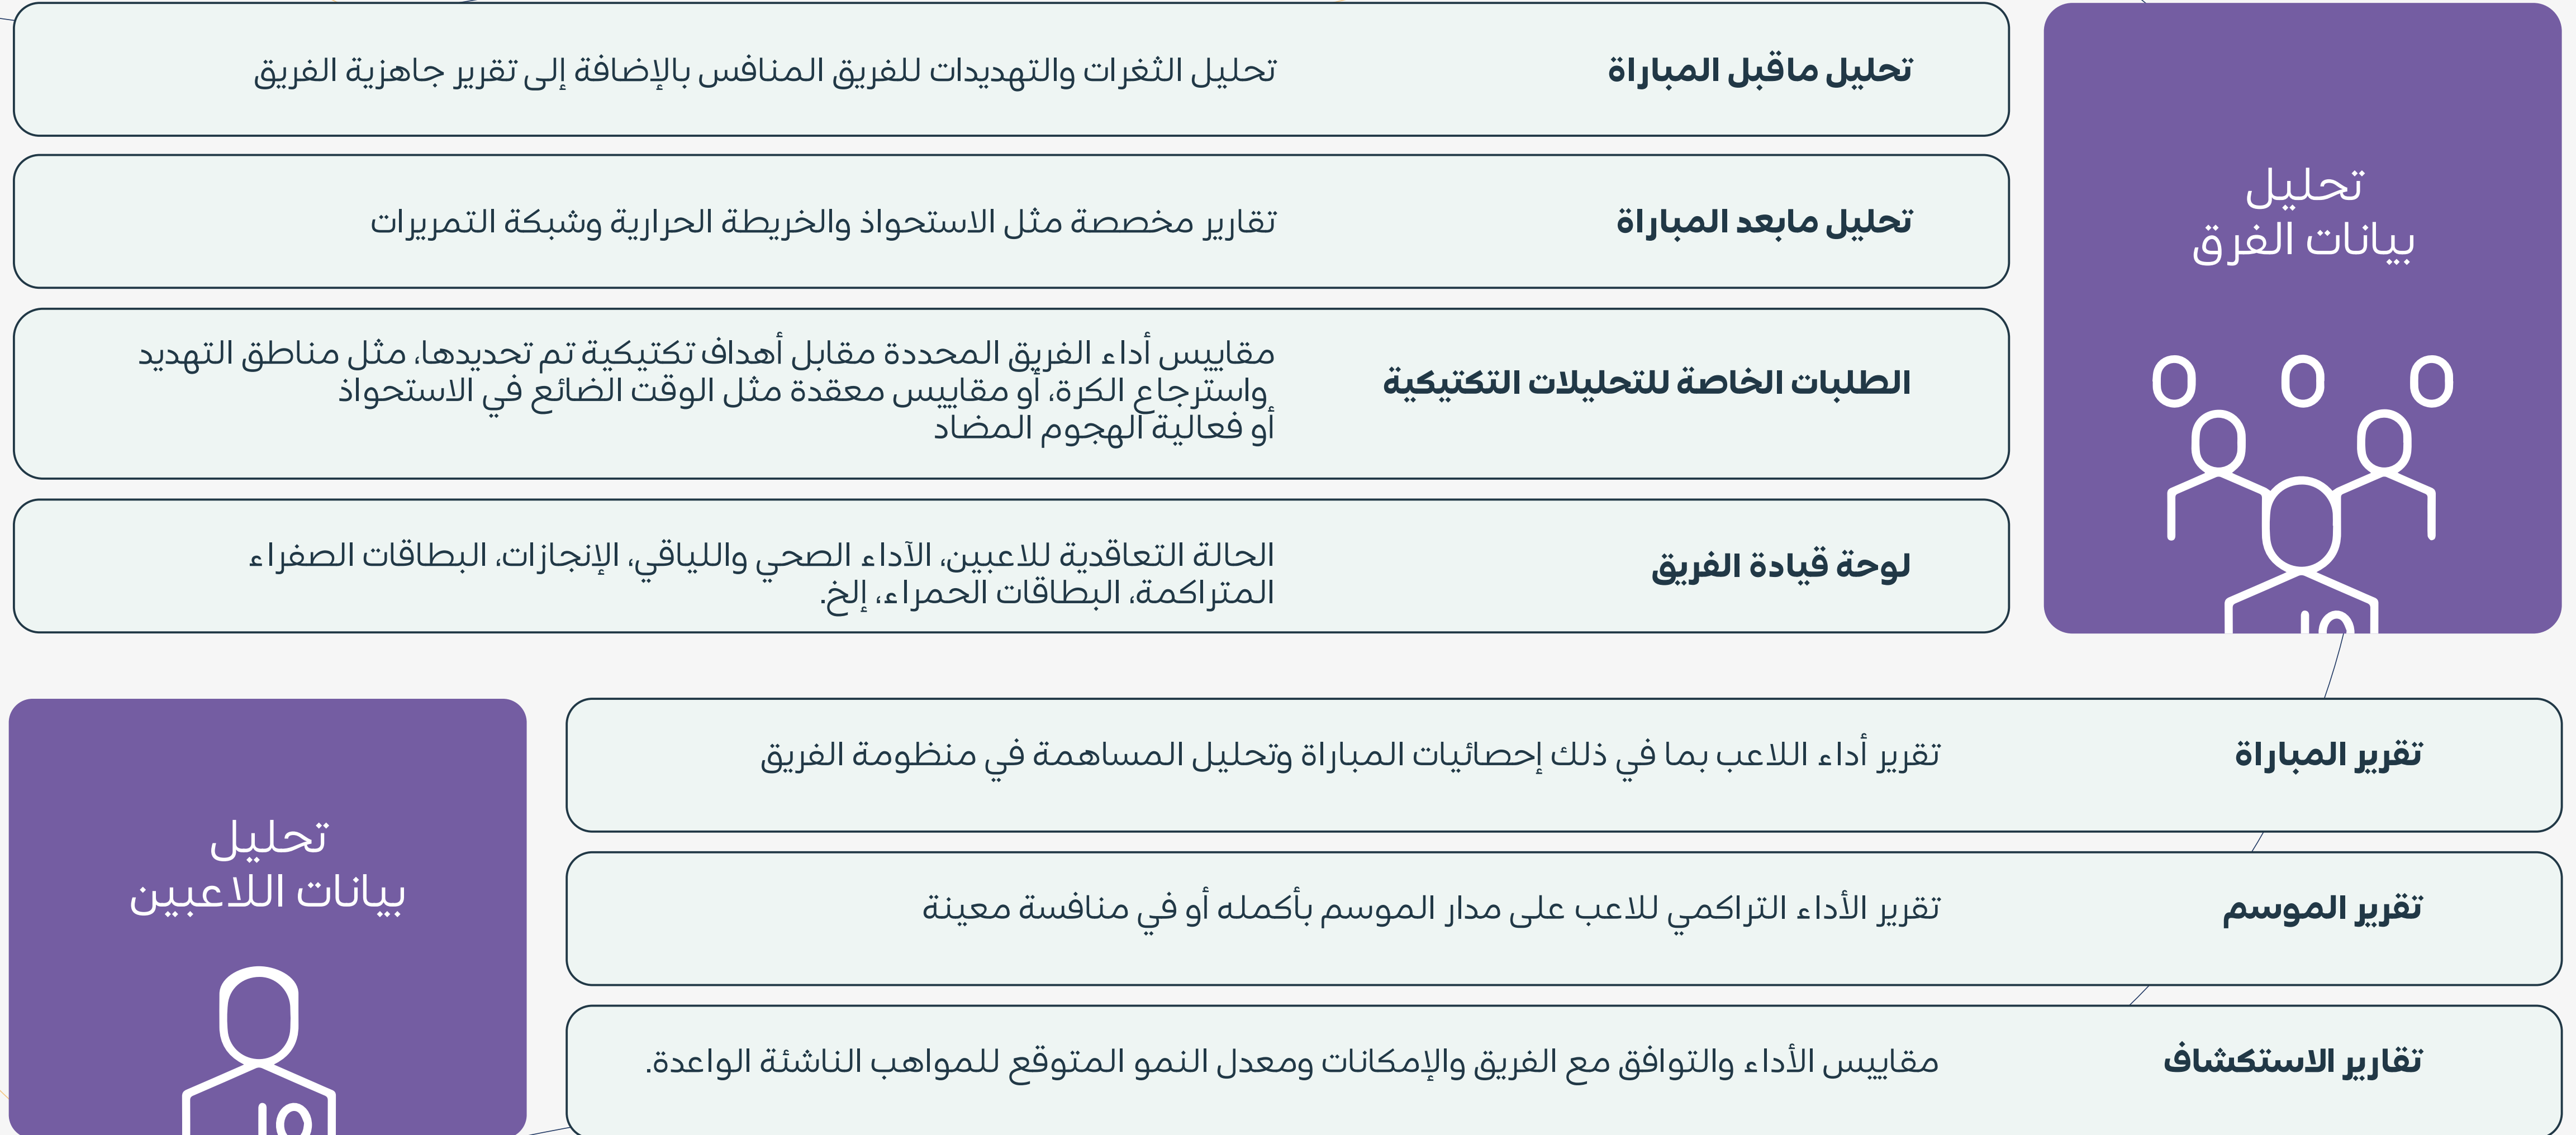 تحليل
بيانات الفرق
تحليل ماقبل المباراة
تحليل الثغرات والتهديدات للفريق المنافس بالإضافة إلى تقرير جاهزية الفريق
تحليل مابعد المباراة
تقارير مخصصة مثل الاستحواذ والخريطة الحرارية وشبكة التمريرات
الطلبات الخاصة للتحليلات التكتيكية
مقاييس أداء الفريق المحددة مقابل أهداف تكتيكية تم تحديدها، مثل مناطق التهديد
واسترجاع الكرة، أو مقاييس معقدة مثل الوقت الضائع في الاستحواذ
أو فعالية الهجوم المضاد
لوحة قيادة الفريق
الحالة التعاقدية للاعبين، الآداء الصحي واللياقي، الإنجازات، البطاقات الصفراء
المتراكمة، البطاقات الحمراء، إلخ.
تحليل
بيانات اللاعبين
10
تقرير المباراة
تقرير أداء اللاعب بما في ذلك إحصائيات المباراة وتحليل المساهمة في منظومة الفريق
تقرير الموسم
تقرير الأداء التراكمي للاعب على مدار الموسم بأكمله أو في منافسة معينة
تقارير الاستكشاف
مقاييس الأداء والتوافق مع الفريق والإمكانات ومعدل النمو المتوقع للمواهب الناشئة الواعدة.